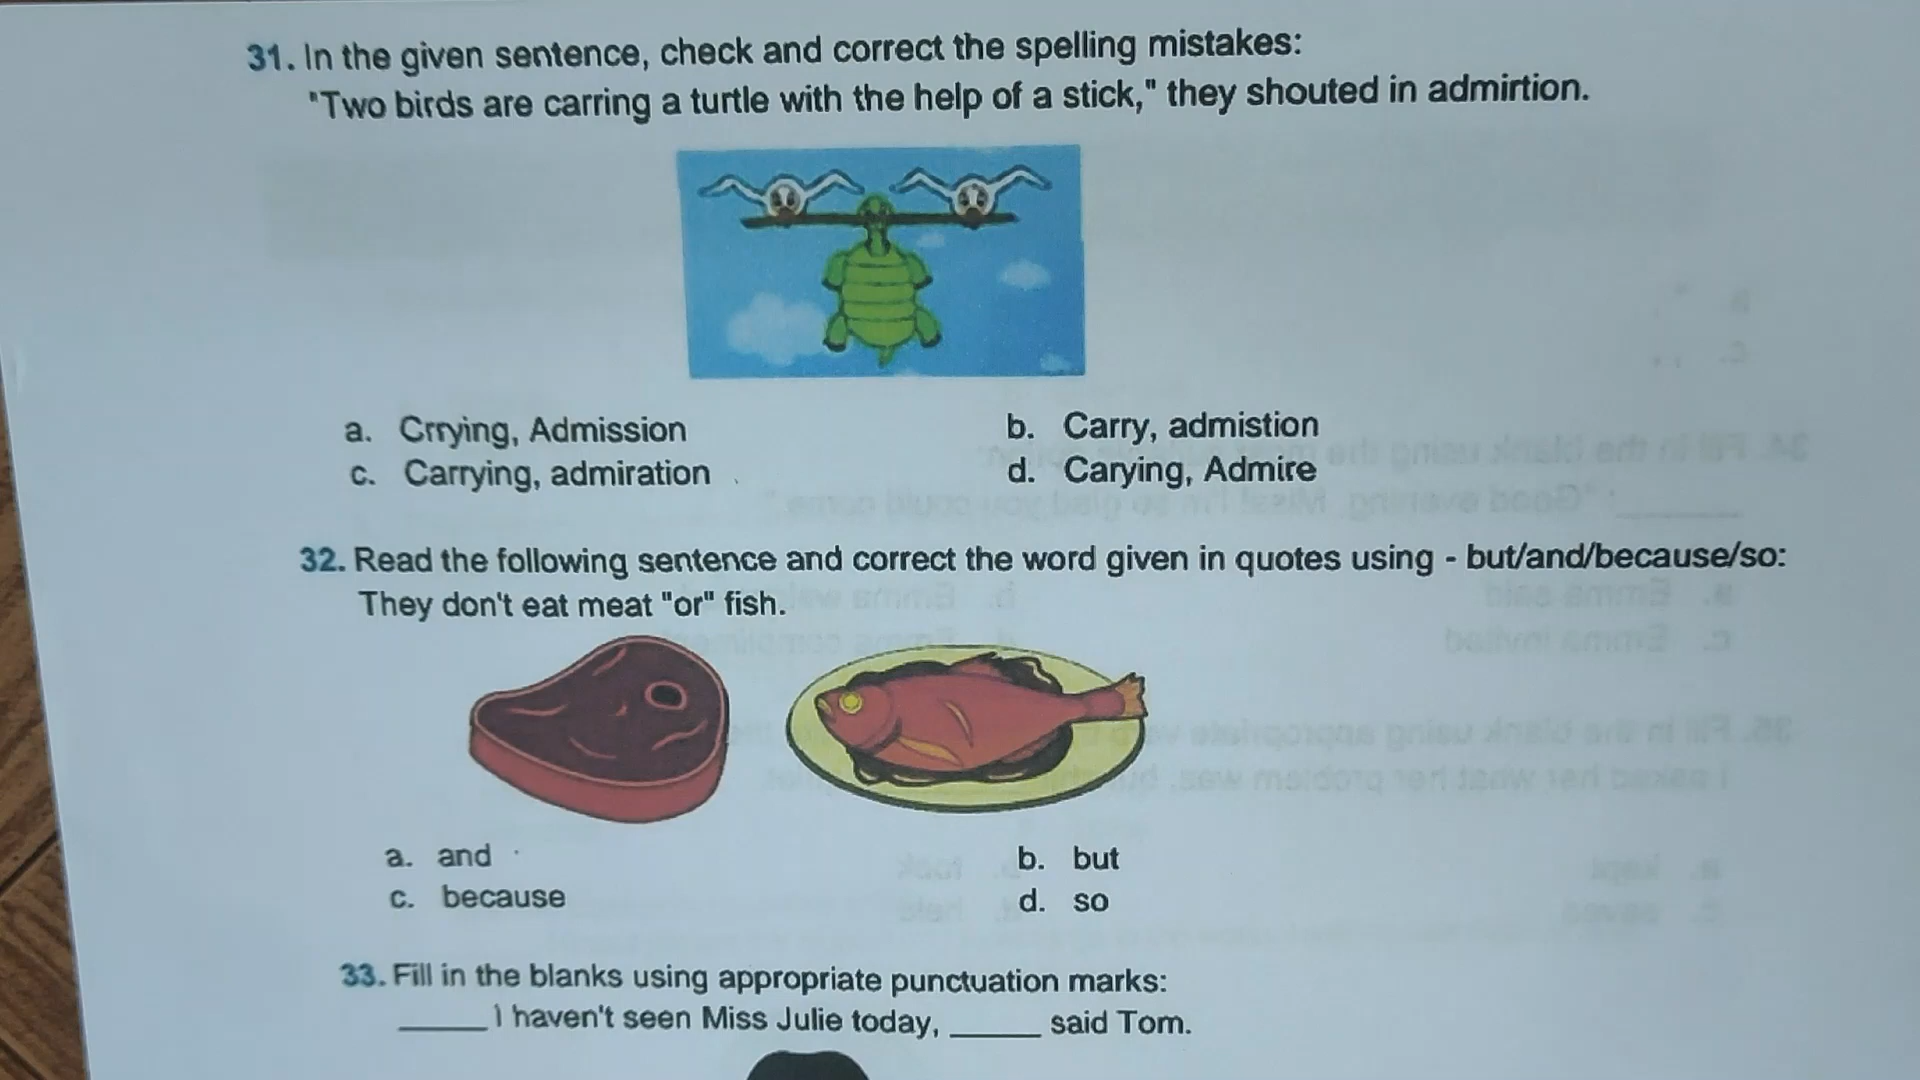 31. In the given sentence, check and correct the spelling mistakes:
"Two birds are carring a turtle with the help of a stick," they shouted in admirtion.
a. Crrying, Admission b. Carry, admistion
c. Carrying, admiration d. Carying, Admire
32. Read the following sentence and correct the word given in quotes using - but/and/because/so:
They don't eat meat "or" fish.
a. and b. but
c. because d. so
33. Fill in the blanks using appropriate punctuation marks:
______ I haven't seen Miss Julie today, ______ said Tom.